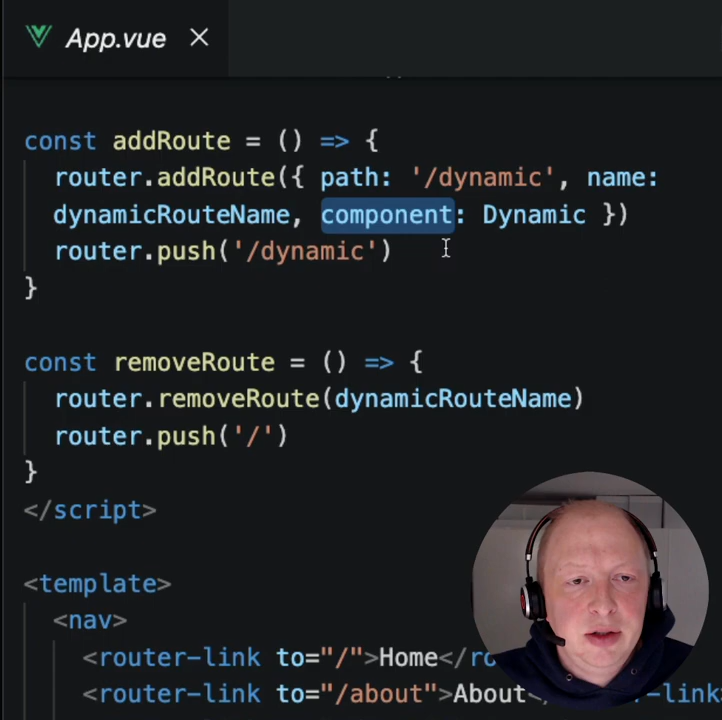 App.vue
const addRoute = () => {
router.addRoute({ path: '/dynamic', name:
dynamicRouteName, component: Dynamic })
router.push('/dynamic')
}
const removeRoute = () => {
router.removeRoute(dynamicRouteName)
router.push('/')
}
</script>
<template>
<nav>
<router-link to="/">Home</ro
<router-link to="/about">About</ r-link